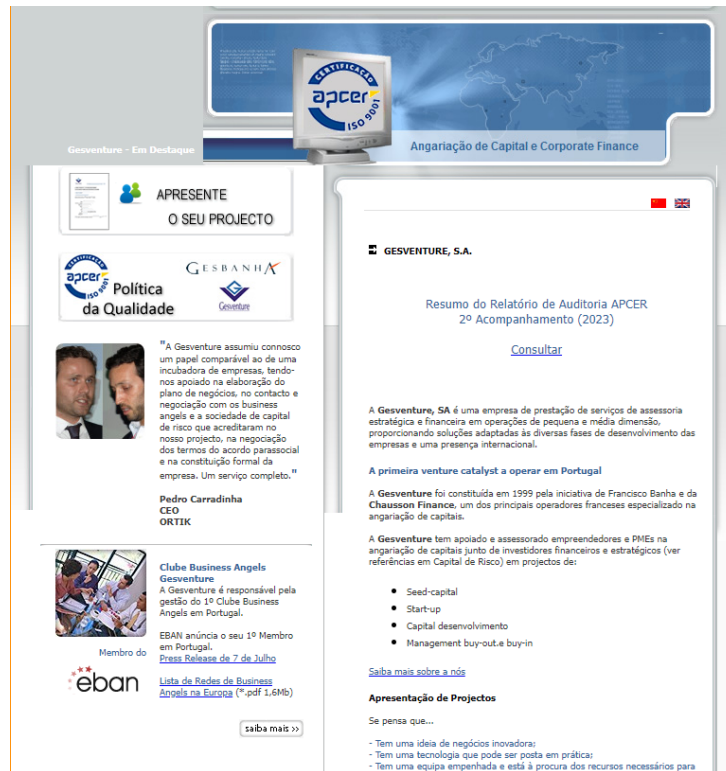 CERTIFICAÇÃO
apcer
ISO 9001
Gesventure - Em Destaque
Angariação de Capital e Corporate Finance
APRESENTE
O SEU PROJECTO
apcer
ISO 9001
GESBANHA
Gesventure
Política
da Qualidade
"A Gesventure assumiu connosco
um papel comparável ao de uma
incubadora de empresas, tendo-
nos apoiado na elaboração do
plano de negócios, no contacto e
negociação com os business
angels e a sociedade de capital
de risco que acreditaram no
nosso projecto, na negociação
dos termos do acordo parassocial
e na constituição formal da
empresa. Um serviço completo."
Pedro Carradinha
CEO
ORTIK
Clube Business Angels
Gesventure
A Gesventure é responsável pela
gestão do 1º Clube Business
Angels em Portugal.
EBAN anúncia o seu 1º Membro
em Portugal.
Press Release de 7 de Julho
Lista de Redes de Business
Angels na Europa (*.pdf 1,6Mb)
Membro do
eban
saiba mais >>
GESVENTURE, S.A.
Resumo do Relatório de Auditoria APCER
2º Acompanhamento (2023)
Consultar
A Gesventure, SA é uma empresa de prestação de serviços de assessoria
estratégica e financeira em operações de pequena e média dimensão,
proporcionando soluções adaptadas às diversas fases de desenvolvimento das
empresas e uma presença internacional.
A primeira venture catalyst a operar em Portugal
A Gesventure foi constituída em 1999 pela iniciativa de Francisco Banha e da
Chausson Finance, um dos principais operadores franceses especializado na
angariação de capitais.
A Gesventure tem apoiado e assessorado empreendedores e PMEs na
angariação de capitais junto de investidores financeiros e estratégicos (ver
referências em Capital de Risco) em projectos de:
Seed-capital
Start-up
Capital desenvolvimento
Management buy-out.e buy-in
Saiba mais sobre a nós
Apresentação de Projectos
Se pensa que...
- Tem uma ideia de negócios inovadora;
- Tem uma tecnologia que pode ser posta em prática;
- Tem uma equipa empenhada e está à procura dos recursos necessários para